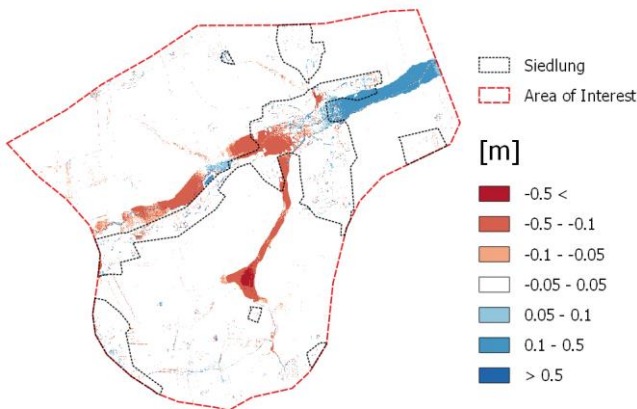 Siedlung
Area of Interest
[m]
-0.5 <
-0.5 - -0.1
-0.1 - -0.05
-0.05 - 0.05
0.05 - 0.1
0.1 - 0.5
> 0.5